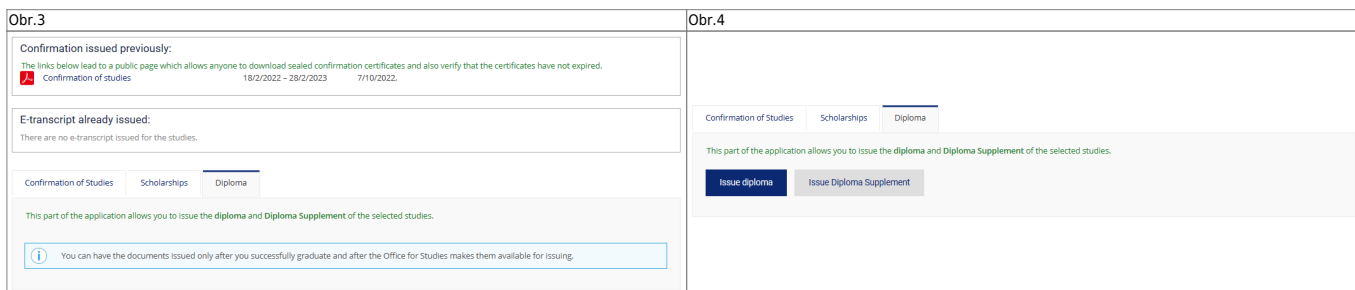 Obr.3
Confirmation issued previously:
The links below lead to a public page which allows anyone to download sealed confirmation certificates and also verify that the certificates have not expired.
Confirmation of studies 18/2/2022 – 28/2/2023 7/10/2022.
E-transcript already issued:
There are no e-transcript issued for the studies.
Confirmation of Studies Scholarships Diploma
This part of the application allows you to issue the diploma and Diploma Supplement of the selected studies.
You can have the documents issued only after you successfully graduate and after the Office for Studies makes them available for issuing.
Obr.4
Confirmation of Studies Scholarships Diploma
This part of the application allows you to issue the diploma and Diploma Supplement of the selected studies.
Issue diploma Issue Diploma Supplement